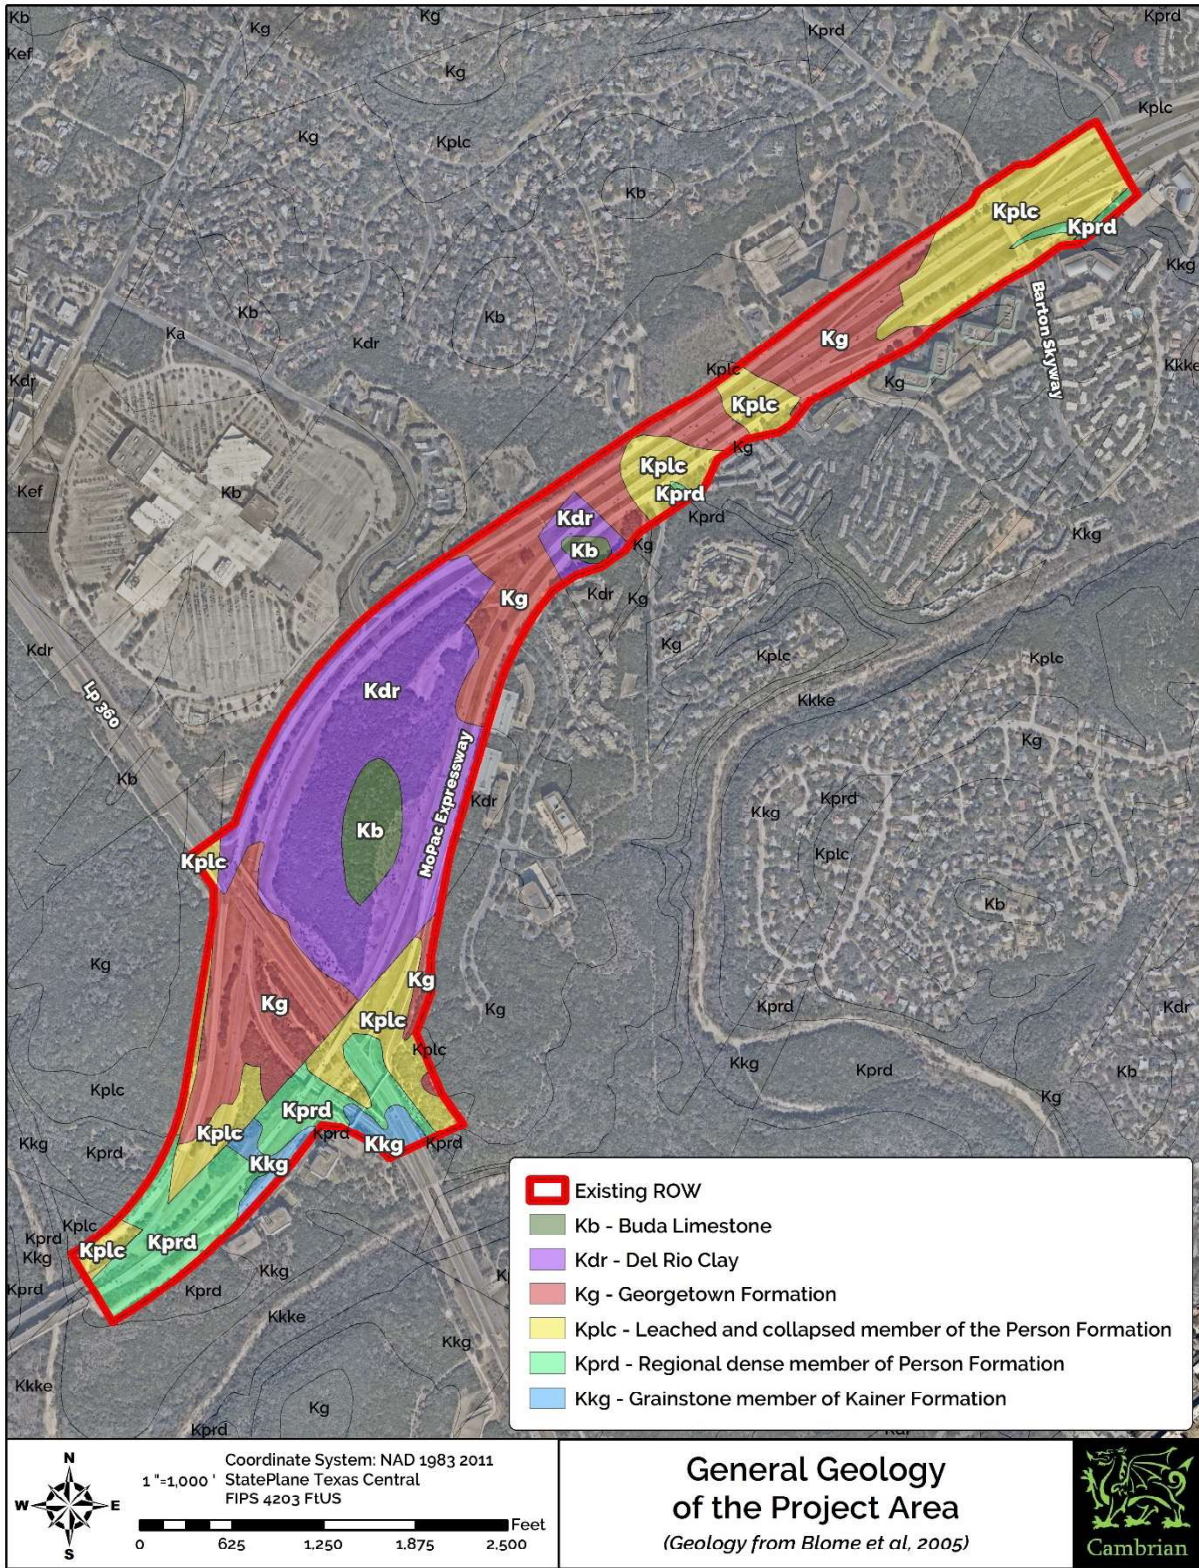 Kb
Kg
Kprd
Kef
Kprd
Kg
Kplc
Kg
Kplc
Kplc
Kb
Kplc
Kprd
Kkg
Kb
Kb
Barton Skyway
Ka
Kdr
Kg
Kkke
Kdr
Kplc
Kg
Kplc
Kg
Kplc
Kb
Kef
Kprd
Kprd
Kdr
Kkg
Kb
Kg
Kdr
Kg
Kg
Kg
Kdr
Kplc
Kplc
Lp 360
Kdr
Kkke
Kg
MoPac Expressway
Kb
Kdr
Kprd
Kkg
Kb
Kplc
Kplc
Kb
Kg
Kg
Kg
Kg
Kprd
Kdr
Kplc
Kplc
Kkg
Kprd
Kb
Kplc
Kg
Kprd
Kplc
Kprd
Kkg
Kprd
Kkg
Kprd
Kkg
Kplc
Kprd
Kplc
Kprd
Kkg
Kkg
Kprd
Kprd
Kkke
Kkg
Kkke
Kg
Kprd
Existing ROW
Kb - Buda Limestone
Kdr - Del Rio Clay
Kg - Georgetown Formation
Kplc - Leached and collapsed member of the Person Formation
Kprd - Regional dense member of Person Formation
Kkg - Grainstone member of Kainer Formation
N
W E
S
1 "=1,000 '
Coordinate System: NAD 1983 2011
StatePlane Texas Central
FIPS 4203 FtUS
Feet
0 625 1,250 1,875 2,500
General Geology
of the Project Area
(Geology from Blome et al, 2005)
Cambrian